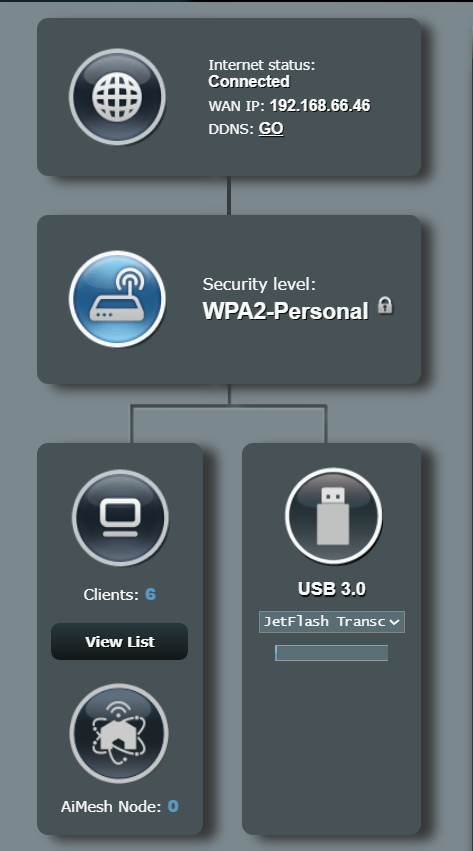 Internet status:
Connected
WAN IP: 192.168.66.46
DDNS: GO
Security level:
WPA2-Personal
Clients: 6
View List
AiMesh Node: 0
USB 3.0
JetFlash Transc